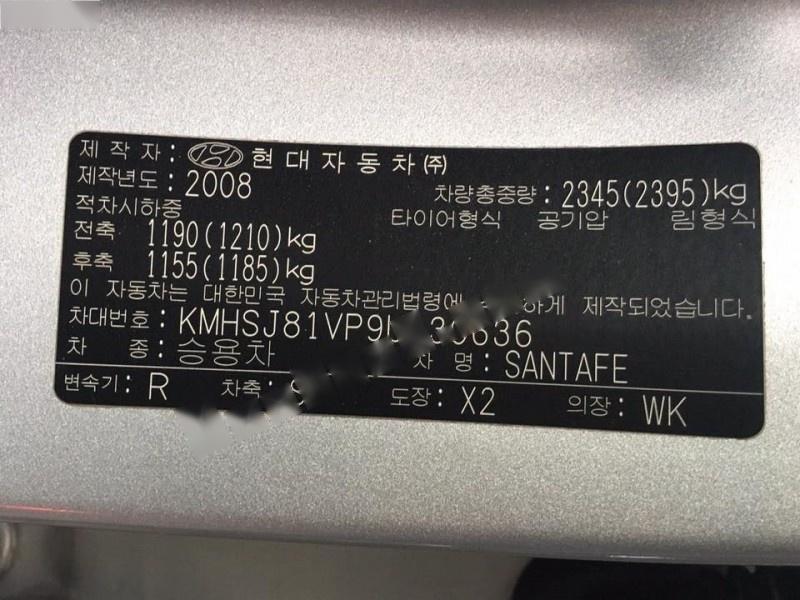 제 작 자 : 현 대 자 동 차 ㈜
제작년도 : 2008 차량총중량 : 2345(2395)kg
적차시하중 타이어형식 공기압 림형식
전축 1190(1210)kg
후축 1155(1185)kg
이 자동차는 대한민국 자동차관리법령에 하게 제작되었습니다.
차대번호 :
차 종 : 승용차 차 명 : SANTAFE
변속기 : R 차축 : 도장 : X2 의장 : WK